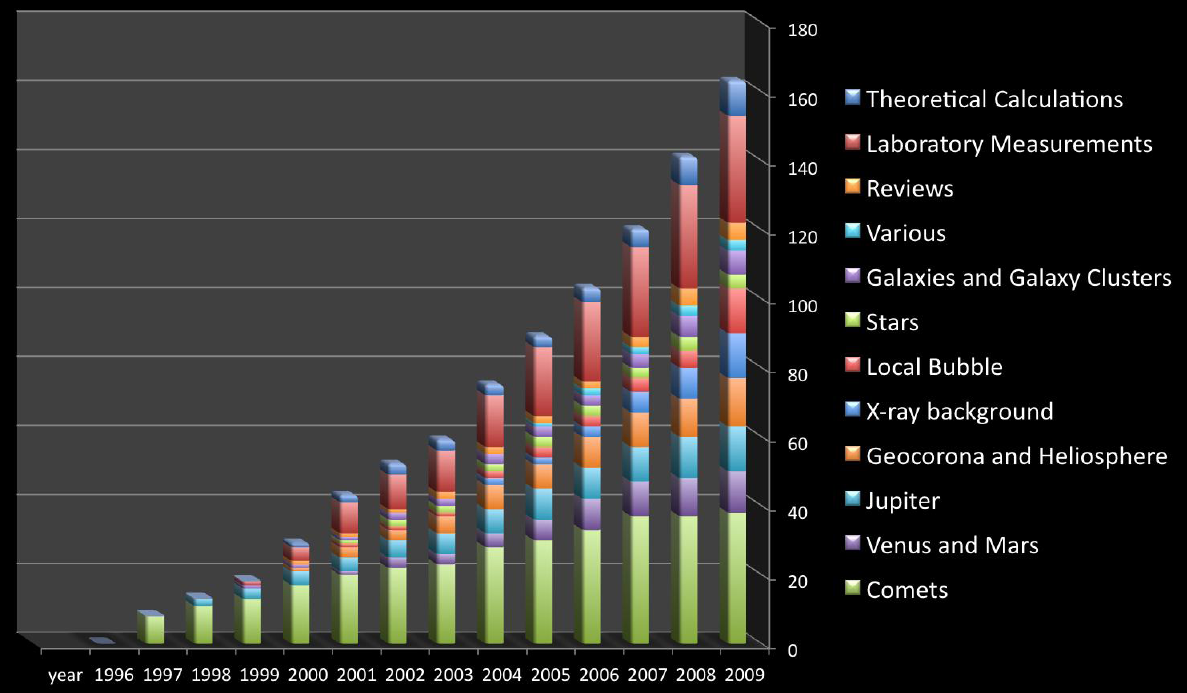 180
160
140
120
100
80
60
40
20
0
Theoretical Calculations
Laboratory Measurements
Reviews
Various
Galaxies and Galaxy Clusters
Stars
Local Bubble
X-ray background
Geocorona and Heliosphere
Jupiter
Venus and Mars
Comets
year 1996 1997 1998 1999 2000 2001 2002 2003 2004 2005 2006 2007 2008 2009